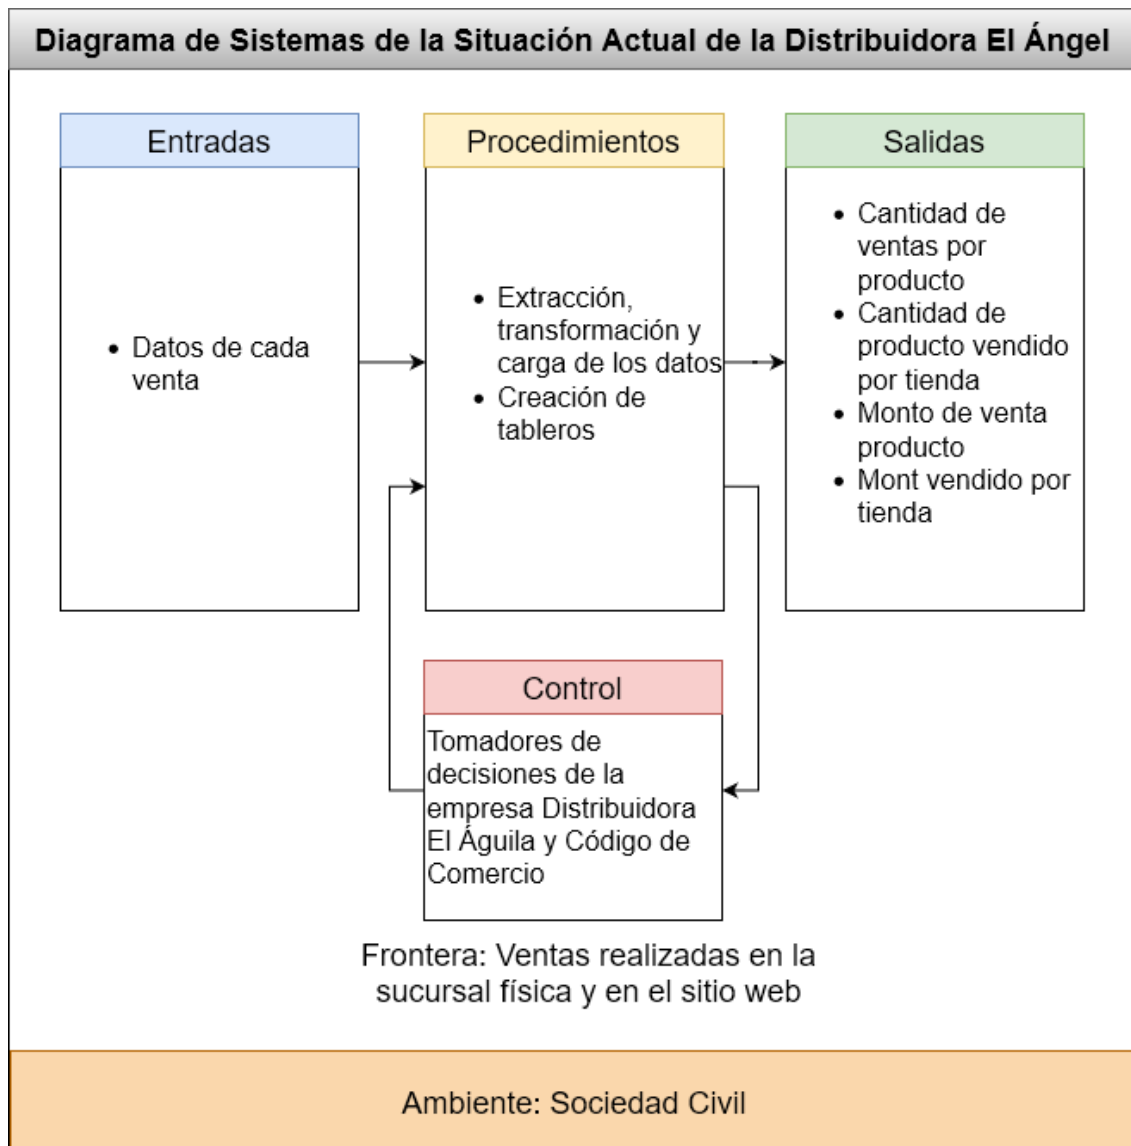 Diagrama de Sistemas de la Situación Actual de la Distribuidora El Ángel
Entradas
• Datos de cada
venta
Procedimientos
• Extracción,
transformación y
carga de los datos
• Creación de
tableros
Salidas
• Cantidad de
ventas por
producto
• Cantidad de
producto vendido
por tienda
• Monto de venta
producto
• Mont vendido por
tienda
Control
Tomadores de
decisiones de la
empresa Distribuidora
El Águila y Código de
Comercio
Frontera: Ventas realizadas en la
sucursal física y en el sitio web
Ambiente: Sociedad Civil